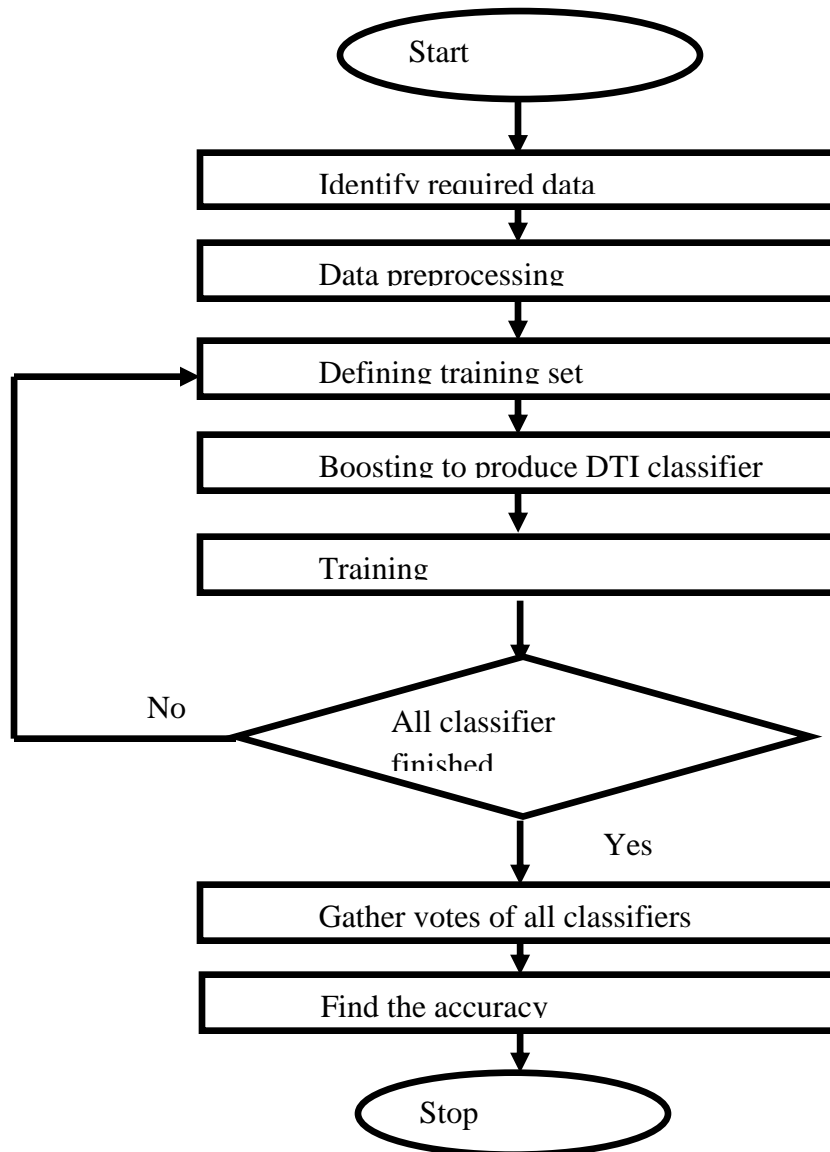 Start
Identify required data
Data preprocessing
Defining training set
Boosting to produce DTI classifier
Training
No
All classifier
finished
Yes
Gather votes of all classifiers
Find the accuracy
Stop